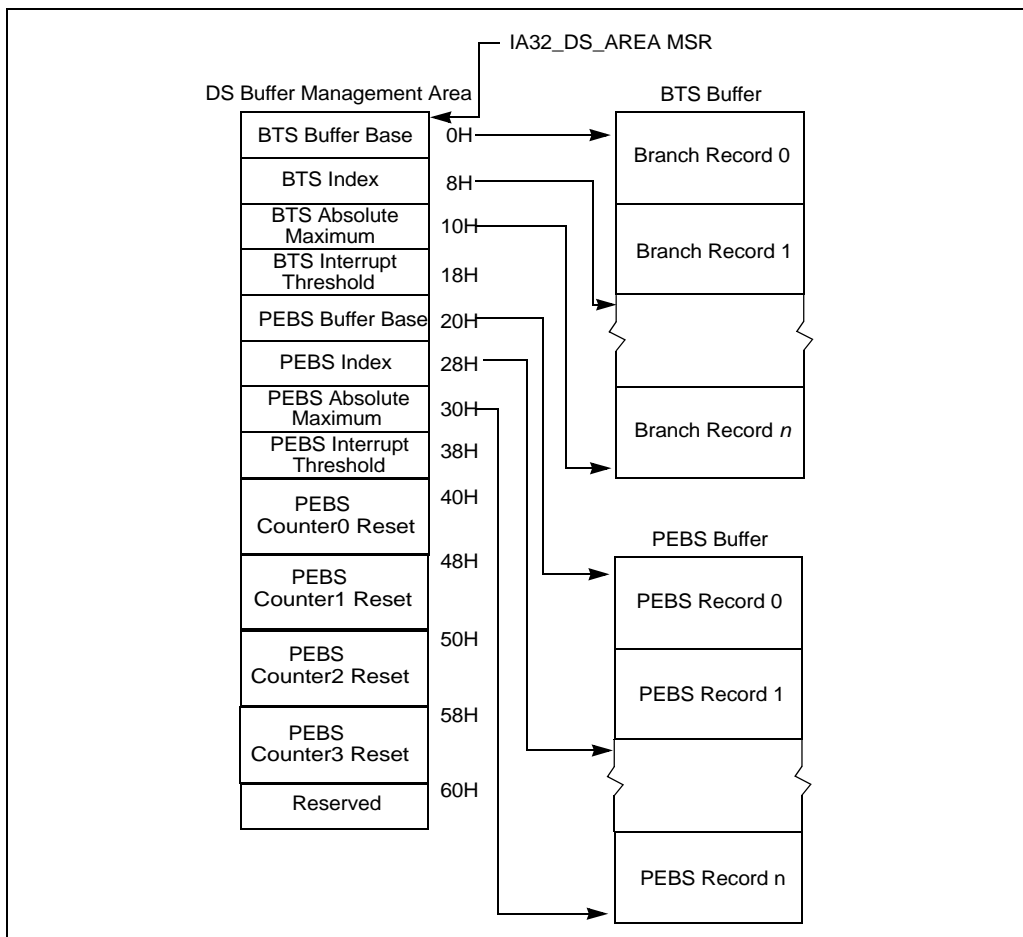 IA32_DS_AREA MSR
DS Buffer Management Area
BTS Buffer Base
0H
BTS Index
8H
BTS Absolute
Maximum
10H
BTS Interrupt
Threshold
18H
PEBS Buffer Base
20H
PEBS Index
28H
PEBS Absolute
Maximum
30H
PEBS Interrupt
Threshold
38H
PEBS
Counter0 Reset
40H
PEBS
Counter1 Reset
48H
PEBS
Counter2 Reset
50H
PEBS
Counter3 Reset
58H
Reserved
60H
BTS Buffer
Branch Record 0
Branch Record 1
Branch Record n
PEBS Buffer
PEBS Record 0
PEBS Record 1
PEBS Record n